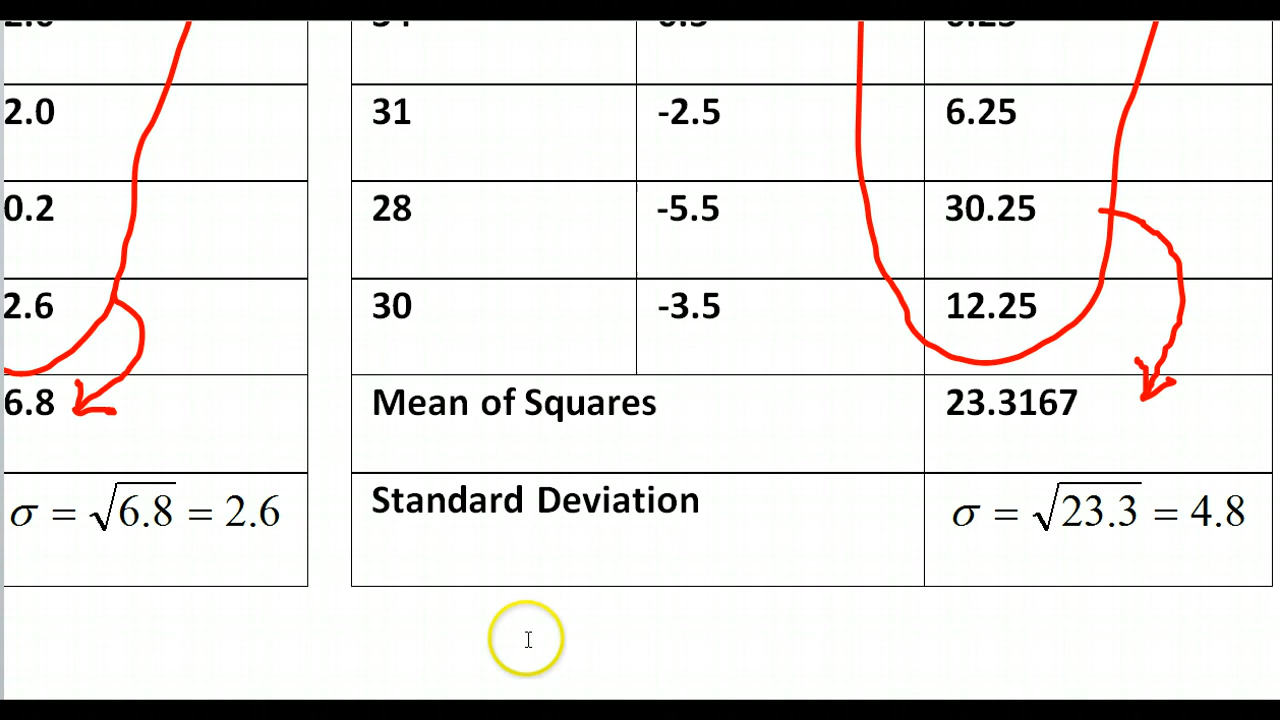 2.0 31 -2.5 6.25
0.2 28 -5.5 30.25
2.6 30 -3.5 12.25
6.8 Mean of Squares 23.3167
σ = √6.8 = 2.6 Standard Deviation σ = √23.3 = 4.8